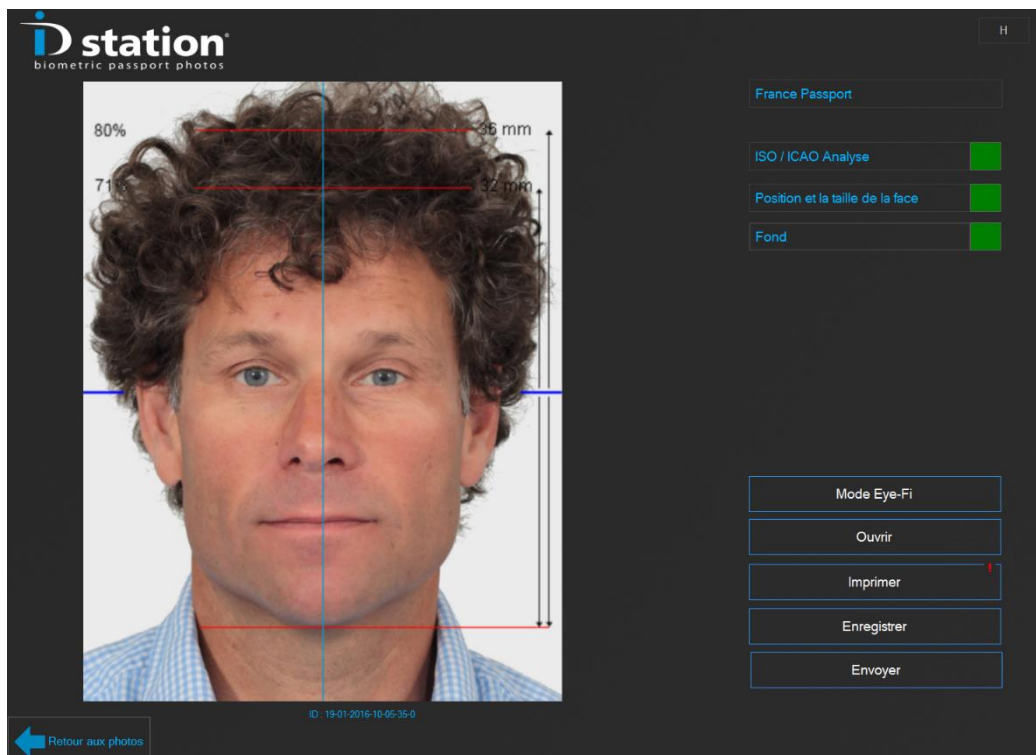 iD station
biometric passport photos
H
80%
36 mm
71%
32 mm
France Passport
ISO / ICAO Analyse
Position et la taille de la face
Fond
Mode Eye-Fi
Ouvrir
Imprimer
!
Enregistrer
Envoyer
ID : 19-01-2016-10-05-35-0
Retour aux photos